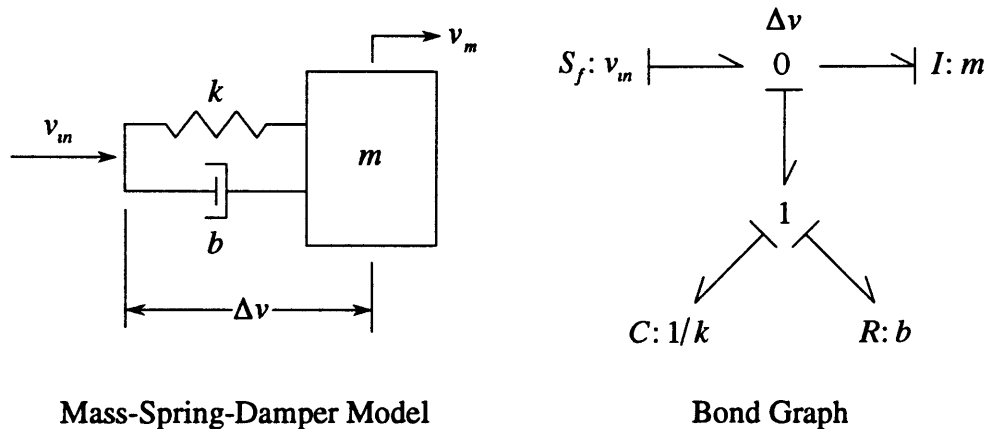 v_m
k
v_in
m
b
Δv
Mass-Spring-Damper Model
Δv
S_f: v_in 0 I: m
1
C: 1/k R: b
Bond Graph